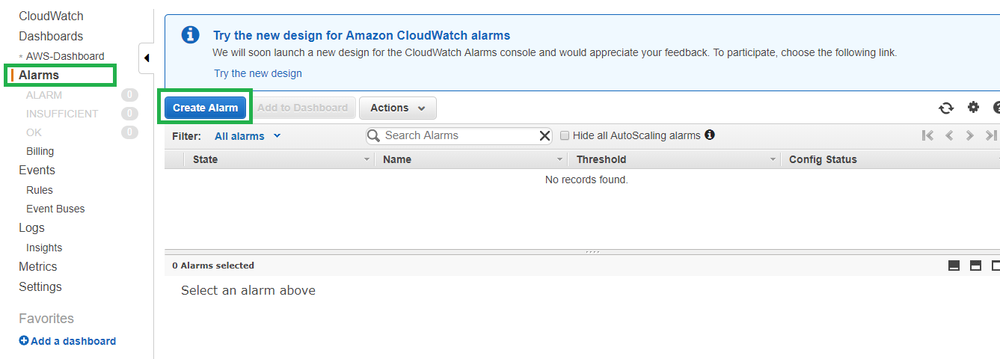 CloudWatch
Dashboards
AWS-Dashboard
Alarms
ALARM 0
INSUFFICIENT 0
OK 0
Billing
Events
Rules
Event Buses
Logs
Insights
Metrics
Settings
Favorites
Add a dashboard
Try the new design for Amazon CloudWatch alarms
We will soon launch a new design for the CloudWatch Alarms console and would appreciate your feedback. To participate, choose the following link.
Try the new design
Create Alarm Add to Dashboard Actions
Filter: All alarms Search Alarms Hide all AutoScaling alarms
State Name Threshold Config Status
No records found.
0 Alarms selected
Select an alarm above